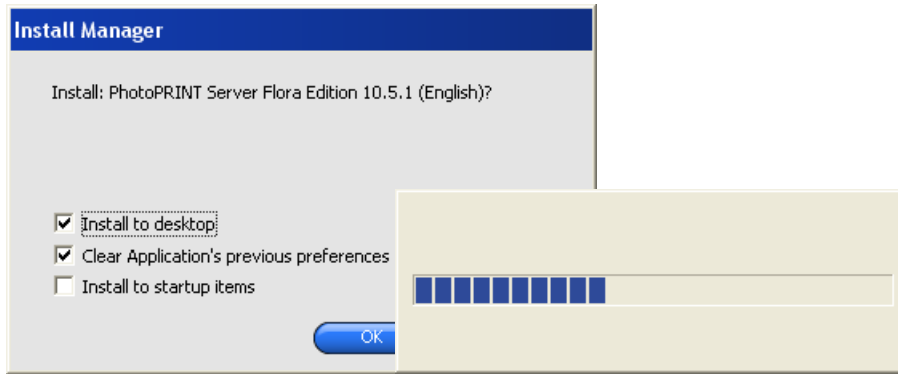 Install Manager
Install: PhotoPRINT Server Flora Edition 10.5.1 (English)?
Install to desktop
Clear Application's previous preferences
Install to startup items
OK